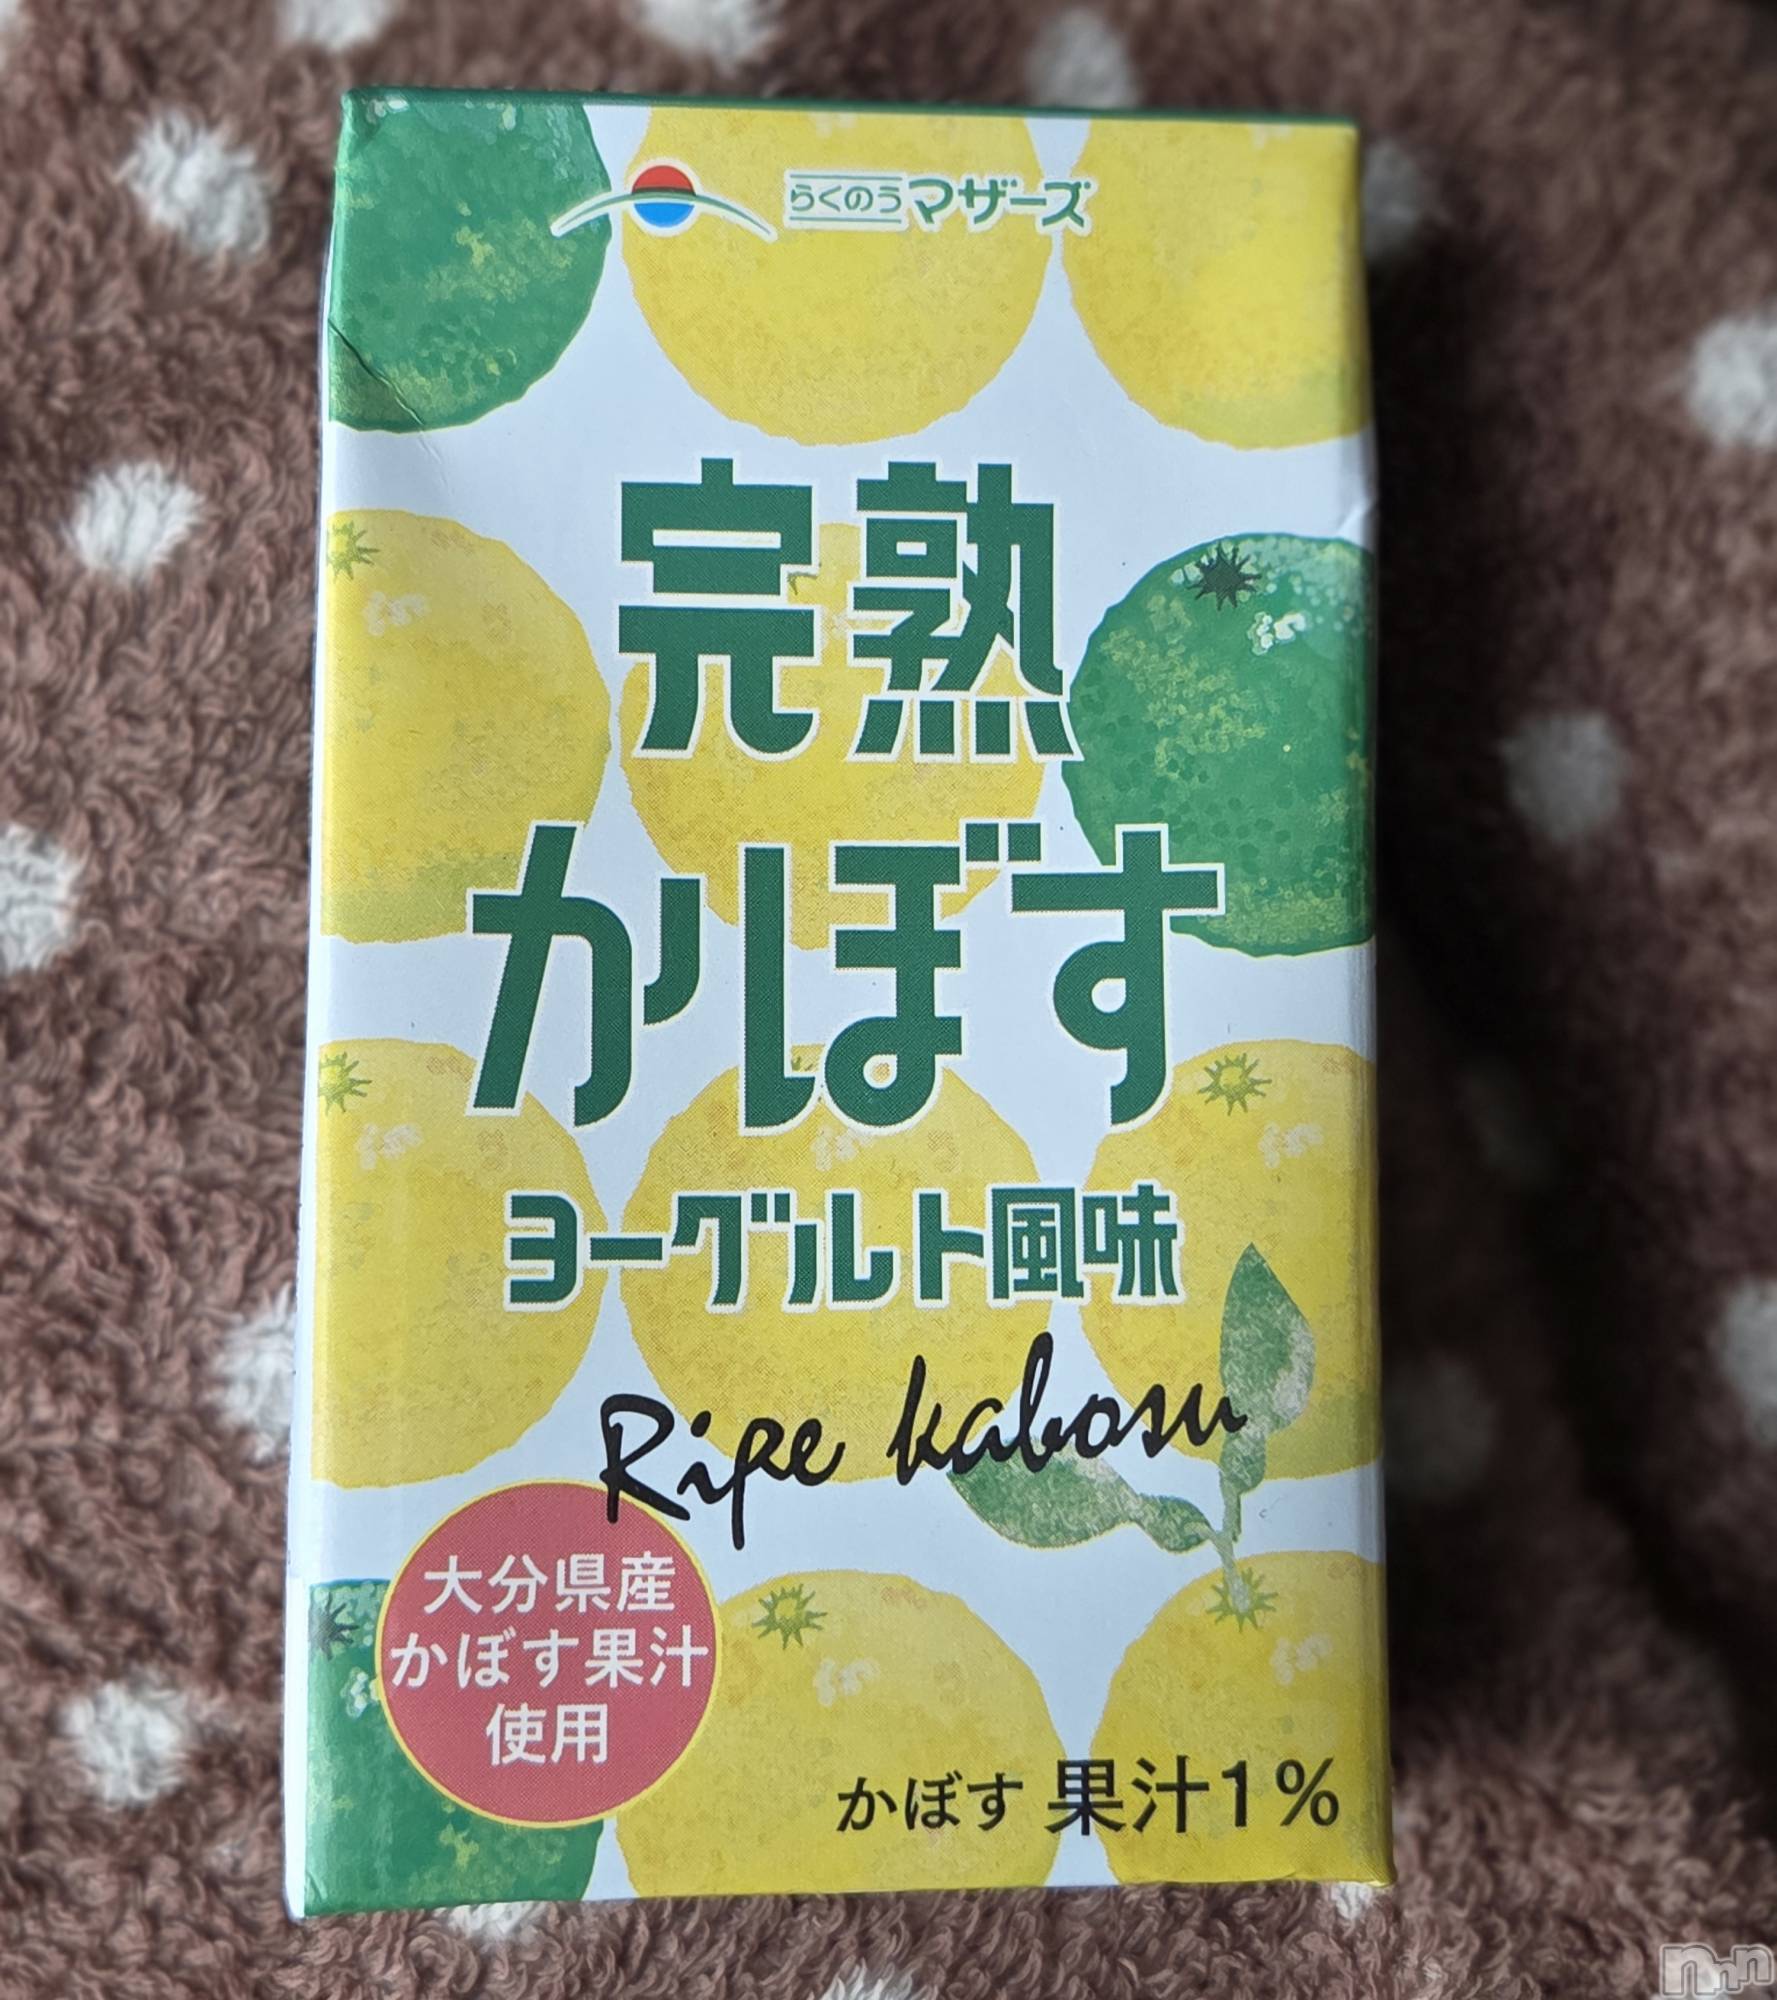 らくのうマザーズ
完熟
かぼす
ヨーグルト風味
Ripe kabosu
大分県産
かぼす果汁
使用
かぼす 果汁1%
nnn